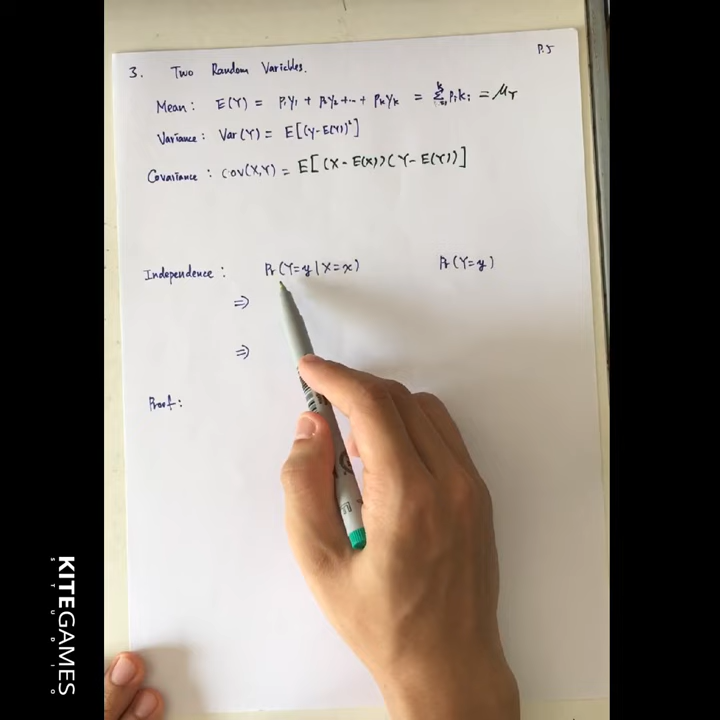 P.5
3. Two Random Varicbles.
Mean: E(Y) = P1y1 + P2y2 +...+ Pkyk = Σ Piki = μY
Variance: Var(Y) = E[(y-E(Y))²]
Covariance: cov(X,Y) = E[(X-E(X))(Y-E(Y))]
Independence: Pr(Y=y|X=x) Pr(Y=y)
⇒
⇒
Proof:
KITEGAMES
STUDIO